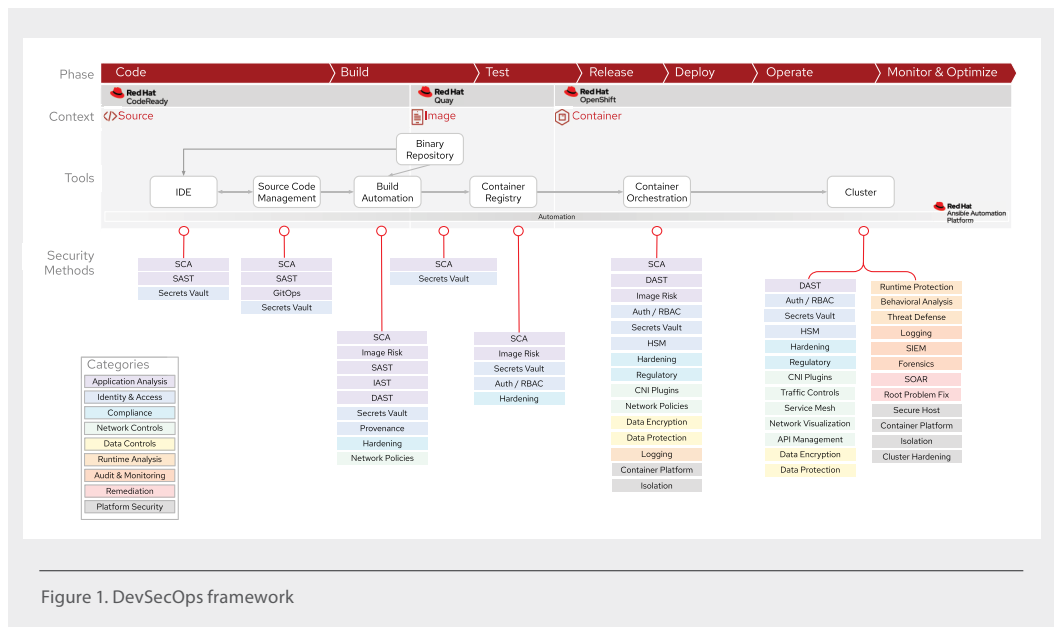 Phase
Code
Build
Test
Release
Deploy
Operate
Monitor & Optimize
Red Hat
CodeReady
Red Hat
Quay
Red Hat
OpenShift
Context
</>Source
Image
Container
Tools
Binary
Repository
IDE
Source Code
Management
Build
Automation
Container
Registry
Container
Orchestration
Cluster
Automation
Red Hat
Ansible Automation
Platform
Security
Methods
SCA
SAST
Secrets Vault
SCA
SAST
GitOps
Secrets Vault
SCA
Image Risk
SAST
IAST
DAST
Secrets Vault
Provenance
Hardening
Network Policies
SCA
Secrets Vault
SCA
Image Risk
Secrets Vault
Auth / RBAC
Hardening
SCA
DAST
Image Risk
Auth / RBAC
Secrets Vault
HSM
Hardening
Regulatory
CNI Plugins
Network Policies
Data Encryption
Data Protection
Logging
Container Platform
Isolation
DAST
Auth / RBAC
Secrets Vault
HSM
Hardening
Regulatory
CNI Plugins
Traffic Controls
Service Mesh
Network Visualization
API Management
Data Encryption
Data Protection
Runtime Protection
Behavioral Analysis
Threat Defense
Logging
SIEM
Forensics
SOAR
Root Problem Fix
Secure Host
Container Platform
Isolation
Cluster Hardening
Categories
Application Analysis
Identity & Access
Compliance
Network Controls
Data Controls
Runtime Analysis
Audit & Monitoring
Remediation
Platform Security
Figure 1. DevSecOps framework